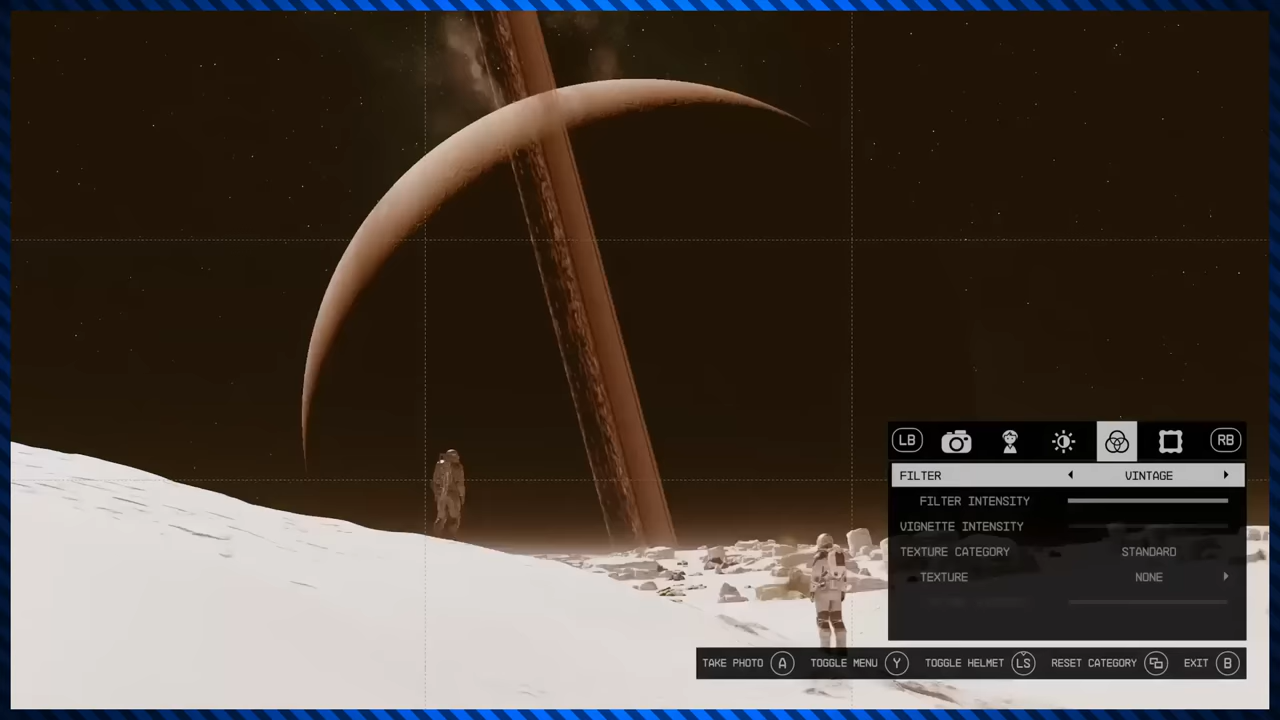 LB
RB
FILTER VINTAGE
FILTER INTENSITY
VIGNETTE INTENSITY
TEXTURE CATEGORY STANDARD
TEXTURE NONE
TAKE PHOTO A TOGGLE MENU Y TOGGLE HELMET LS RESET CATEGORY EXIT B